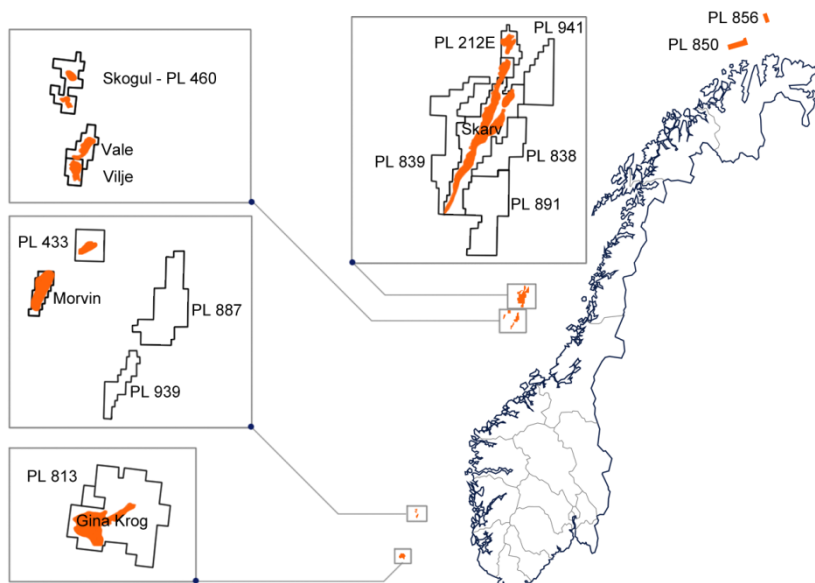 PL 856
PL 850
PL 941
PL 212E
Skarv
PL 839
PL 838
PL 891
Skogul - PL 460
Vale
Vilje
PL 433
Morvin
PL 887
PL 939
PL 813
Gina Krog